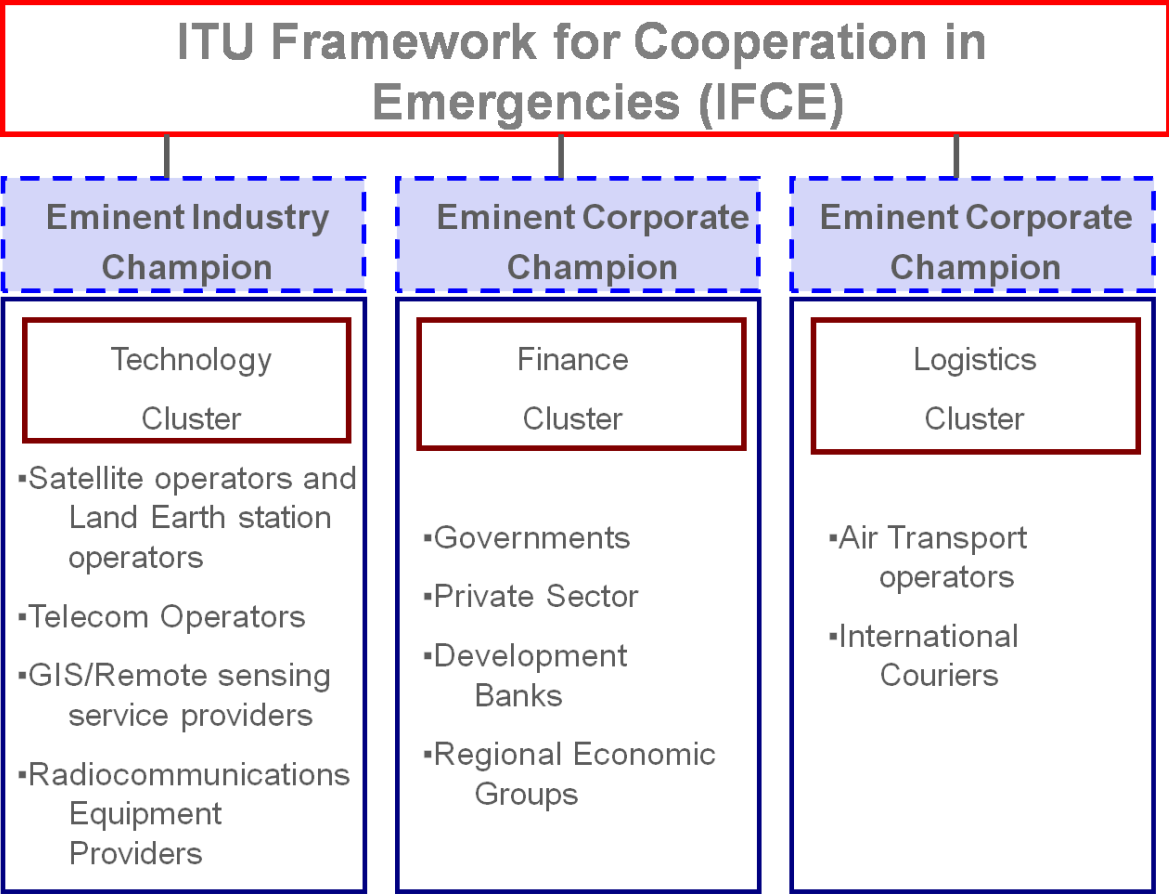 ITU Framework for Cooperation in
Emergencies (IFCE)
Eminent Industry
Champion
Technology
Cluster
▪Satellite operators and
Land Earth station
operators
▪Telecom Operators
▪GIS/Remote sensing
service providers
▪Radiocommunications
Equipment
Providers
Eminent Corporate
Champion
Finance
Cluster
▪Governments
▪Private Sector
▪Development
Banks
▪Regional Economic
Groups
Eminent Corporate
Champion
Logistics
Cluster
▪Air Transport
operators
▪International
Couriers